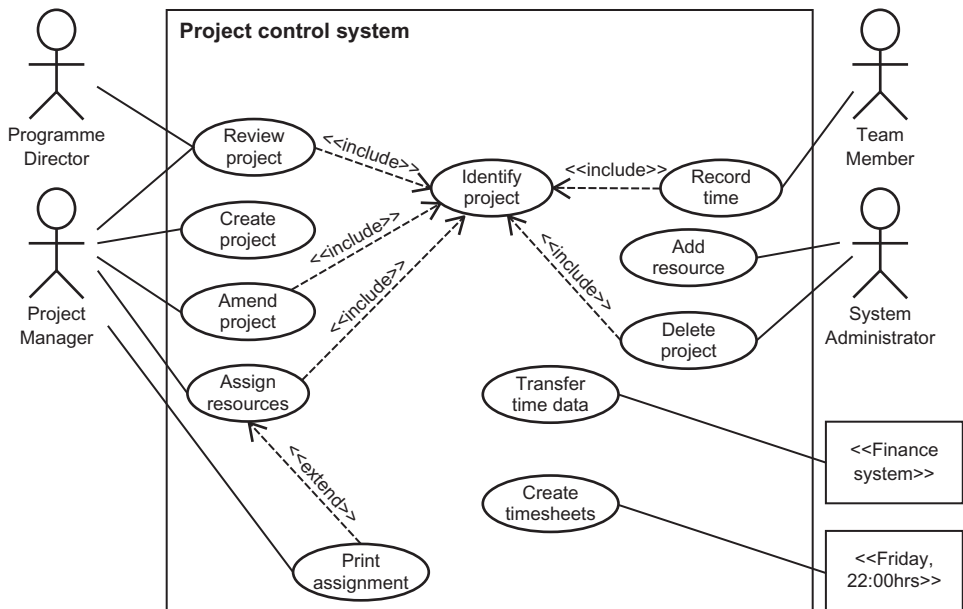 Project control system
Programme
Director
Review
project
<<include>>
Identify
project
<<include>>
Record
time
Team
Member
Create
project
<<include>>
Add
resource
Project
Manager
Amend
project
<<include>>
<<include>>
Delete
project
System
Administrator
Assign
resources
Transfer
time data
<<extend>>
<<Finance
system>>
Create
timesheets
Print
assignment
<<Friday,
22:00hrs>>